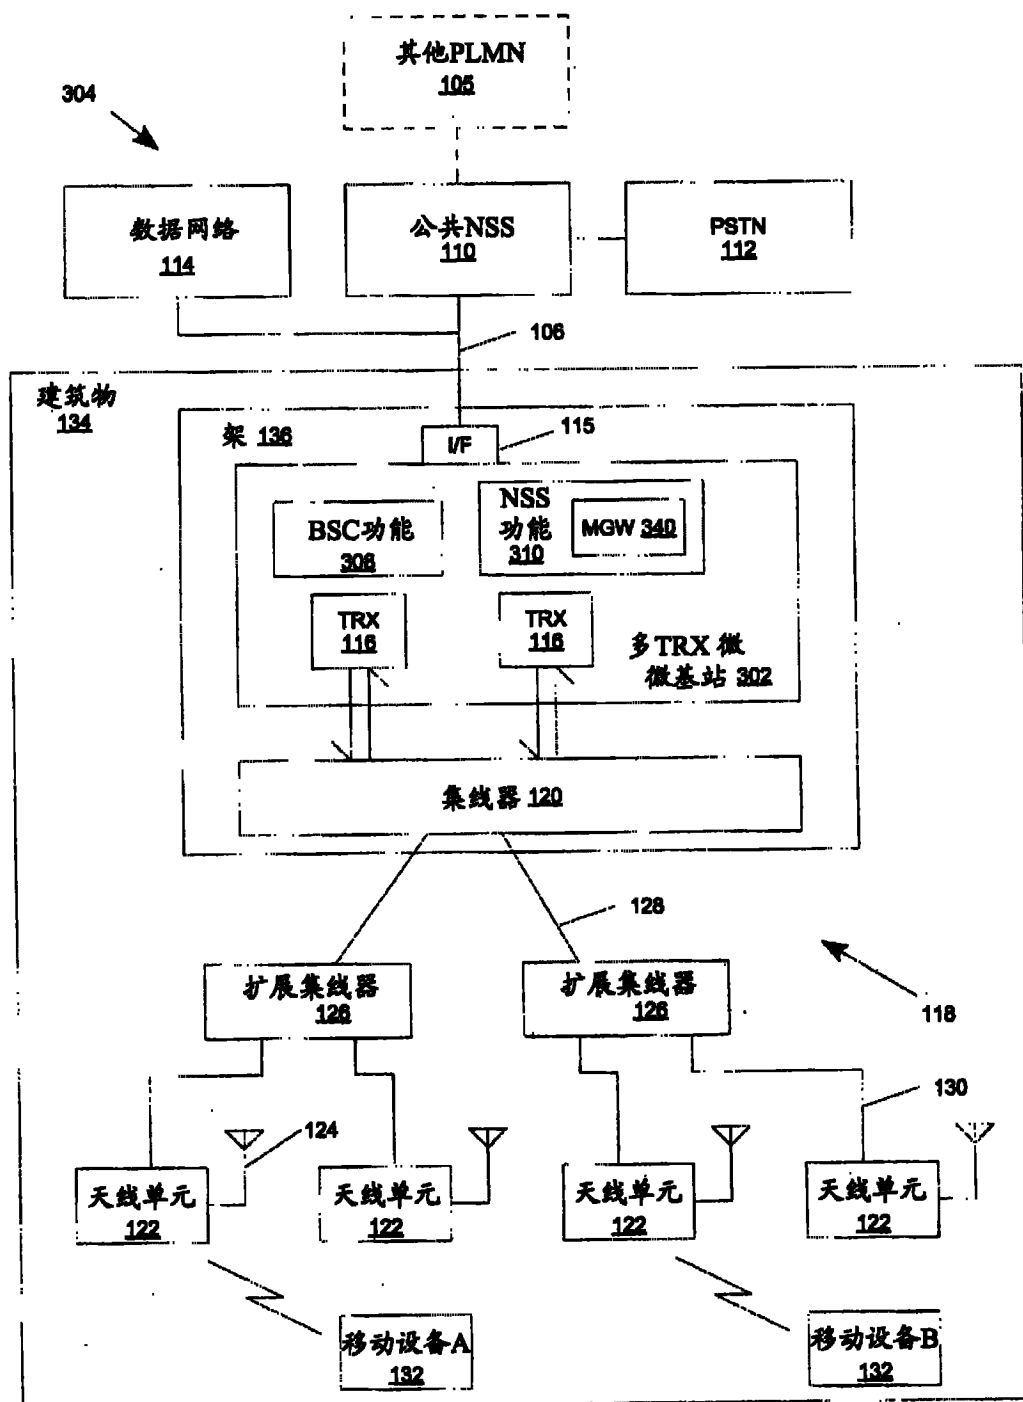 其他PLMN
105
304
数据网络
114
公共NSS
110
PSTN
112
106
建筑物
134
架 136
I/F
115
BSC功能
306
NSS
功能
310
MGW 340
TRX
116
TRX
116
多TRX 微
微基站 302
集线器 120
128
扩展集线器
126
扩展集线器
126
118
130
124
天线单元
122
天线单元
122
天线单元
122
天线单元
122
移动设备A
132
移动设备B
132